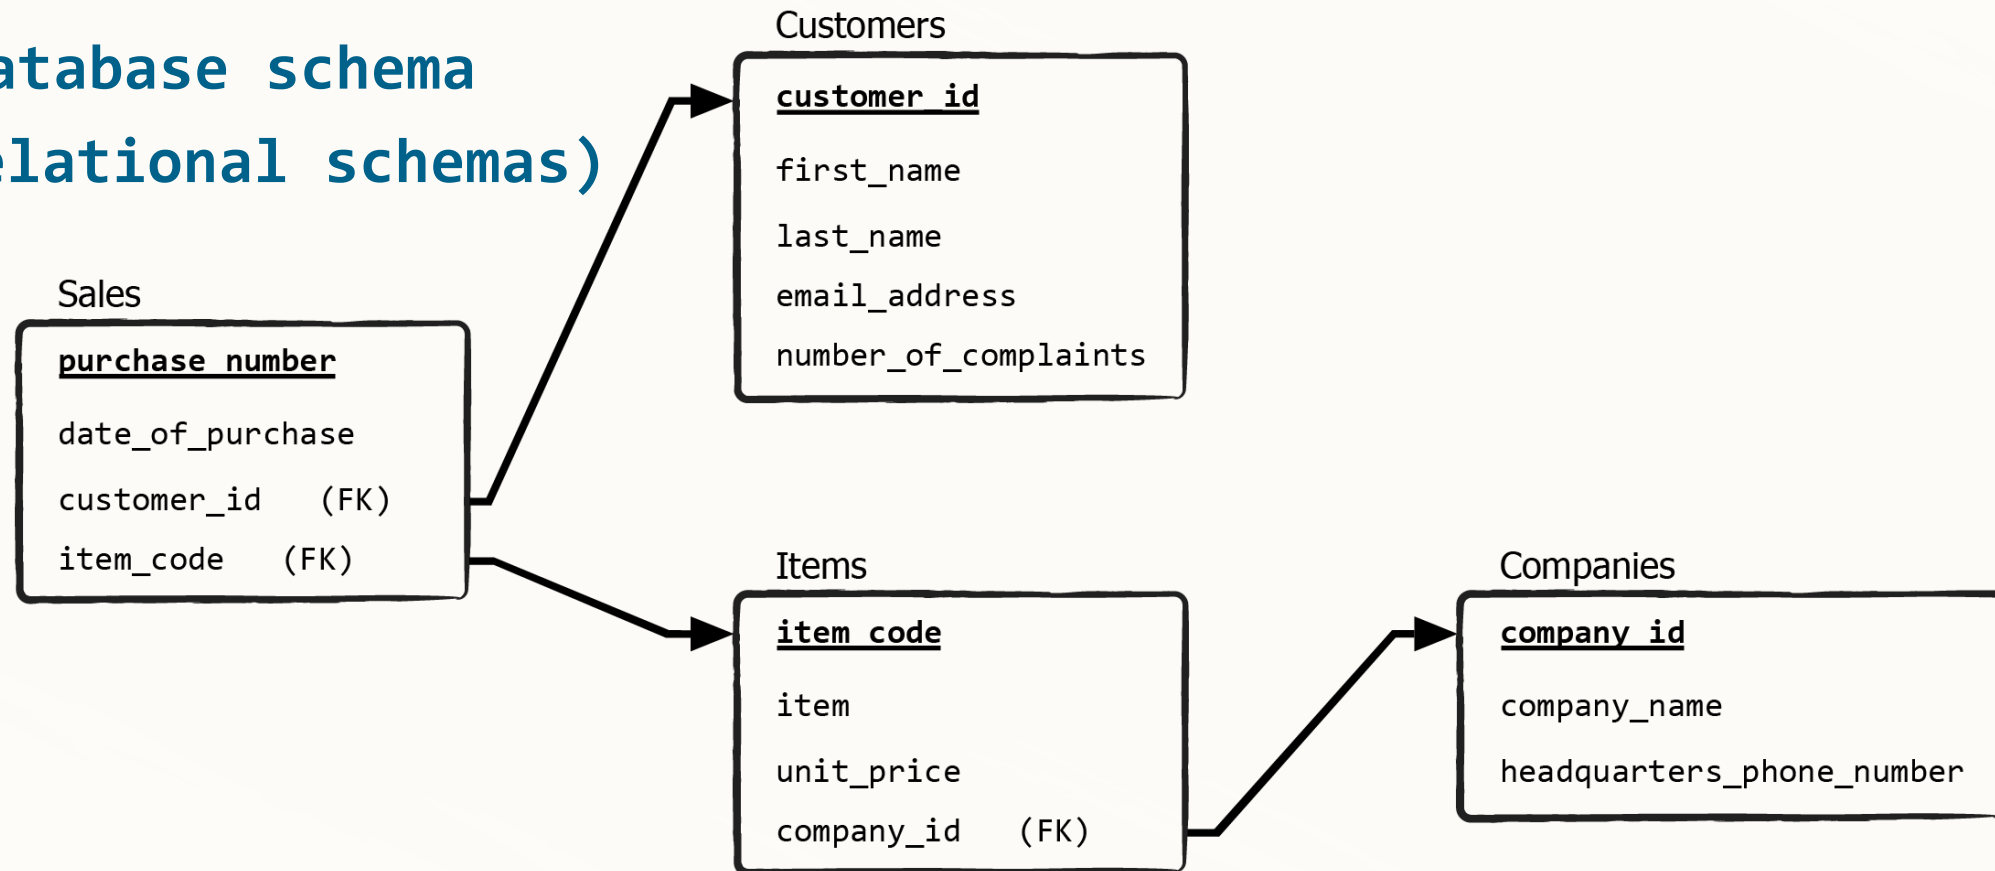 atabase schema
elational schemas)
Customers
customer_id
first_name
last_name
email_address
number_of_complaints
Sales
purchase_number
date_of_purchase
customer_id (FK)
item_code (FK)
Items
item_code
item
unit_price
company_id (FK)
Companies
company_id
company_name
headquarters_phone_number